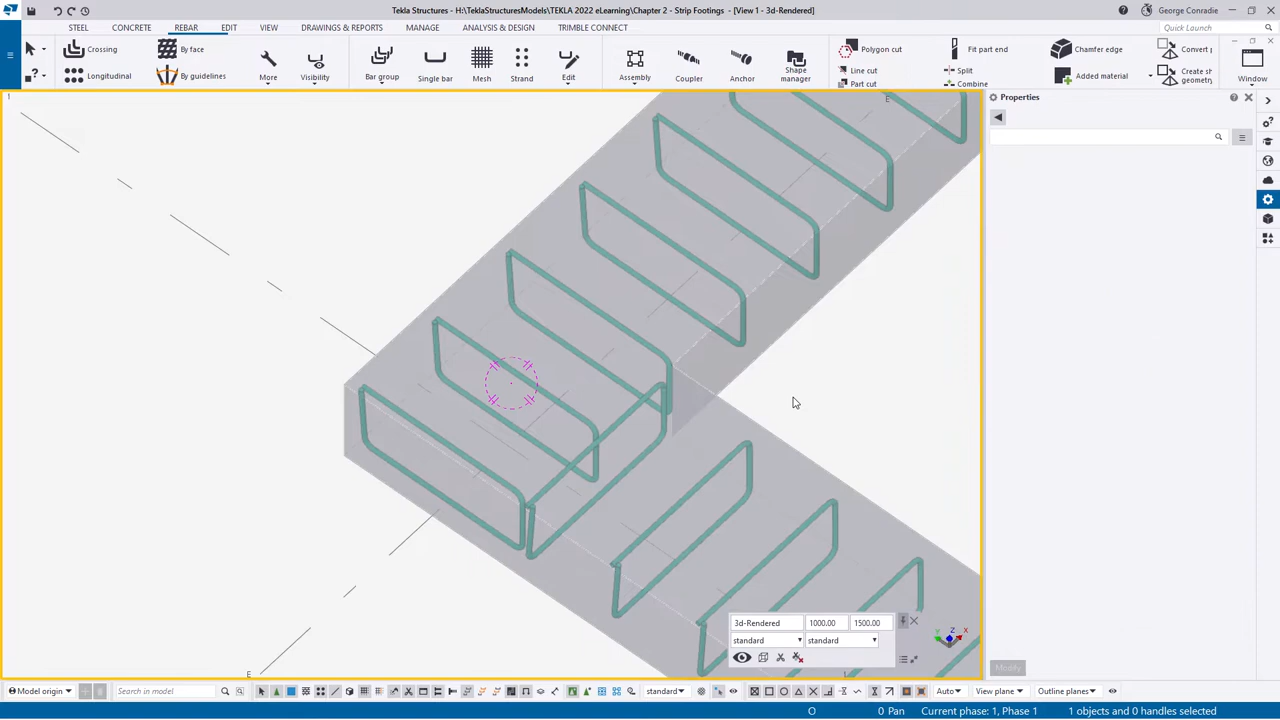 Tekla Structures - H:\TeklaStructuresModels\TEKLA 2022 eLearning\Chapter 2 - Strip Footings - [View 1 - 3d-Rendered]
George Conradie
STEEL CONCRETE REBAR EDIT VIEW DRAWINGS & REPORTS MANAGE ANALYSIS & DESIGN TRIMBLE CONNECT
Quick Launch
Crossing
Longitudinal
By face
By guidelines
More
Visibility
Bar group
Single bar
Mesh
Strand
Edit
Assembly
Coupler
Anchor
Shape
manager
Polygon cut
Line cut
Part cut
Fit part end
Split
Combine
Chamfer edge
Added material
Convert
Create sh
geometry
Window
Properties
1
E
E
3d-Rendered 1000.00 1500.00
standard standard
Z
X
Modify
Model origin
Search in model
standard
Auto
View plane
Outline planes
O 0 Pan Current phase: 1, Phase 1 1 objects and 0 handles selected